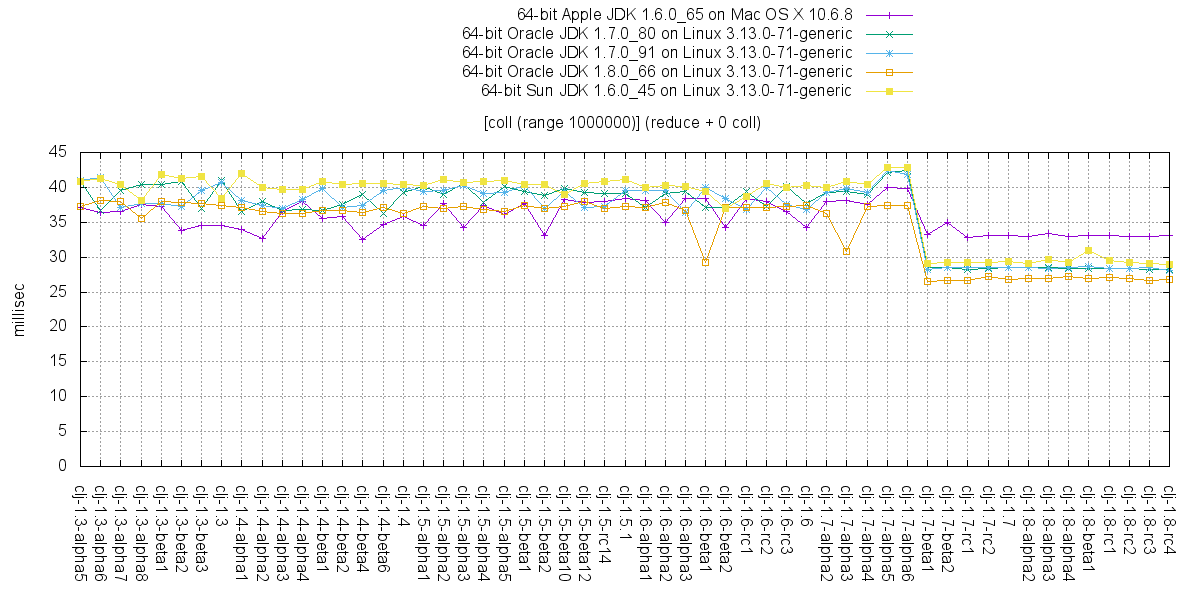 64-bit Apple JDK 1.6.0_65 on Mac OS X 10.6.8
64-bit Oracle JDK 1.7.0_80 on Linux 3.13.0-71-generic
64-bit Oracle JDK 1.7.0_91 on Linux 3.13.0-71-generic
64-bit Oracle JDK 1.8.0_66 on Linux 3.13.0-71-generic
64-bit Sun JDK 1.6.0_45 on Linux 3.13.0-71-generic
[coll (range 1000000)] (reduce + 0 coll)
millisec
45
40
35
30
25
20
15
10
5
0
clj-1.3-alpha5
clj-1.3-alpha6
clj-1.3-alpha7
clj-1.3-alpha8
clj-1.3-beta1
clj-1.3-beta2
clj-1.3-beta3
clj-1.3
clj-1.4-alpha1
clj-1.4-alpha2
clj-1.4-alpha3
clj-1.4-alpha4
clj-1.4-beta1
clj-1.4-beta2
clj-1.4-beta4
clj-1.4-beta6
clj-1.4
clj-1.5-alpha1
clj-1.5-alpha2
clj-1.5-alpha3
clj-1.5-alpha4
clj-1.5-alpha5
clj-1.5-beta1
clj-1.5-beta2
clj-1.5-beta10
clj-1.5-beta12
clj-1.5-rc14
clj-1.5.1
clj-1.6-alpha1
clj-1.6-alpha2
clj-1.6-alpha3
clj-1.6-beta1
clj-1.6-beta2
clj-1.6-rc1
clj-1.6-rc2
clj-1.6-rc3
clj-1.6
clj-1.7-alpha2
clj-1.7-alpha3
clj-1.7-alpha4
clj-1.7-alpha5
clj-1.7-alpha6
clj-1.7-beta1
clj-1.7-beta2
clj-1.7-rc1
clj-1.7-rc2
clj-1.7
clj-1.8-alpha2
clj-1.8-alpha3
clj-1.8-alpha4
clj-1.8-beta1
clj-1.8-rc1
clj-1.8-rc2
clj-1.8-rc3
clj-1.8-rc4